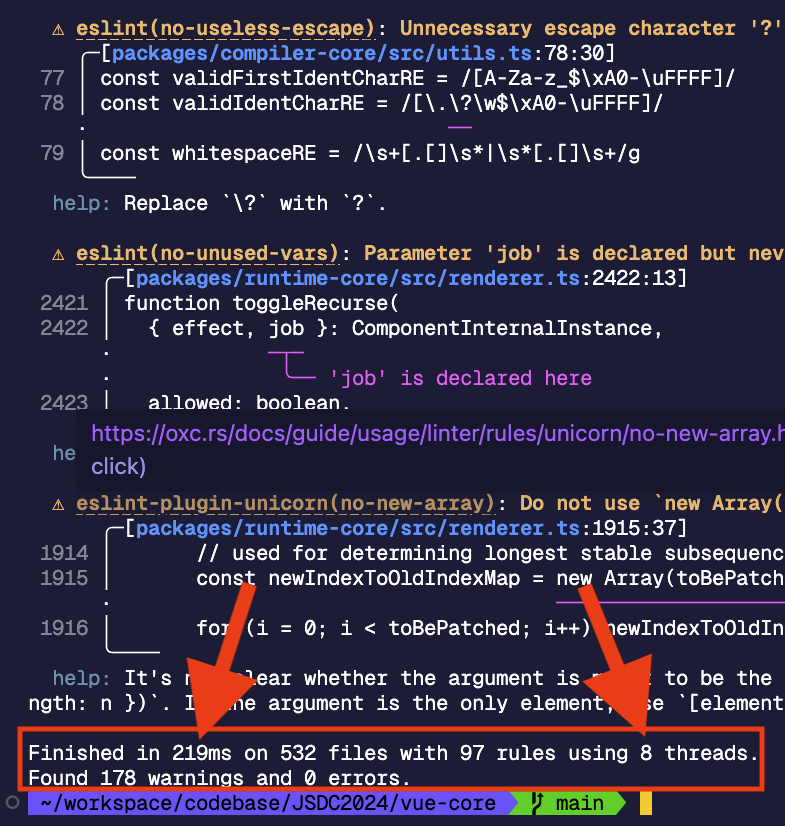 ⚠ eslint(no-useless-escape): Unnecessary escape character '?'
[packages/compiler-core/src/utils.ts:78:30]
77 const validFirstIdentCharRE = /[A-Za-z_$\xA0-\uFFFF]/
78 const validIdentCharRE = /[\.\?\w$\xA0-\uFFFF]/
79 const whitespaceRE = /\s+[.[]\s*|\s*[.[]\s+/g
help: Replace `\?` with `?`.
⚠ eslint(no-unused-vars): Parameter 'job' is declared but nev
[packages/runtime-core/src/renderer.ts:2422:13]
2421 function toggleRecurse(
2422 { effect, job }: ComponentInternalInstance,
'job' is declared here
2423 allowed: boolean,
he
https://oxc.rs/docs/guide/usage/linter/rules/unicorn/no-new-array.h
click)
⚠ eslint-plugin-unicorn(no-new-array): Do not use `new Array(
[packages/runtime-core/src/renderer.ts:1915:37]
1914 // used for determining longest stable subsequenc
1915 const newIndexToOldIndexMap = new Array(toBePatch
1916 for (i = 0; i < toBePatched; i++) newIndexToOldIn
help: It's clear whether the argument is to be the
ngth: n })`. I the argument is the only element, se `[element
Finished in 219ms on 532 files with 97 rules using 8 threads.
Found 178 warnings and 0 errors.
~/workspace/codebase/JSDC2024/vue-core main